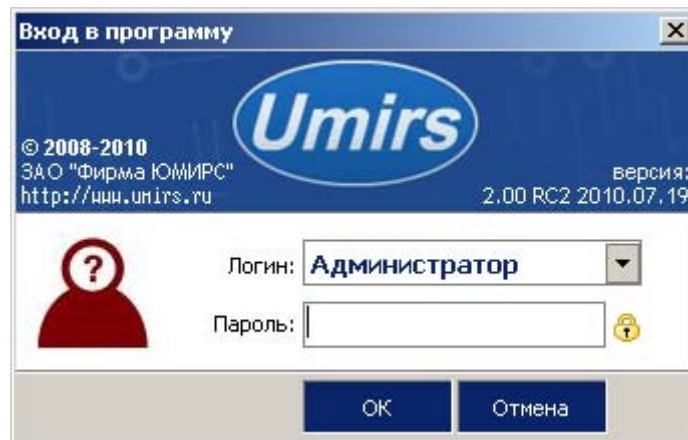 Вход в программу
Umirs
© 2008-2010
ЗАО "Фирма ЮМИРС"
http://www.umirs.ru
версия:
2.00 RC2 2010.07.19
?
Логин: Администратор
Пароль:
ОК Отмена